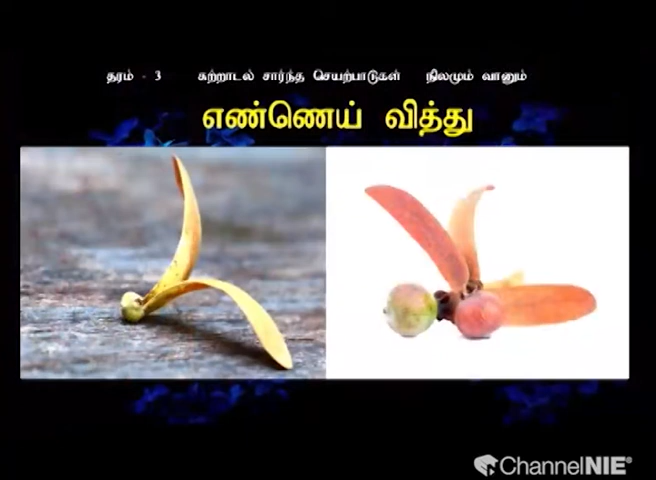 தரம் - 3 சுற்றாடல் சார்ந்த செயற்பாடுகள் நிலமும் வானும்
எண்ணெய் வித்து
ChannelNIE®